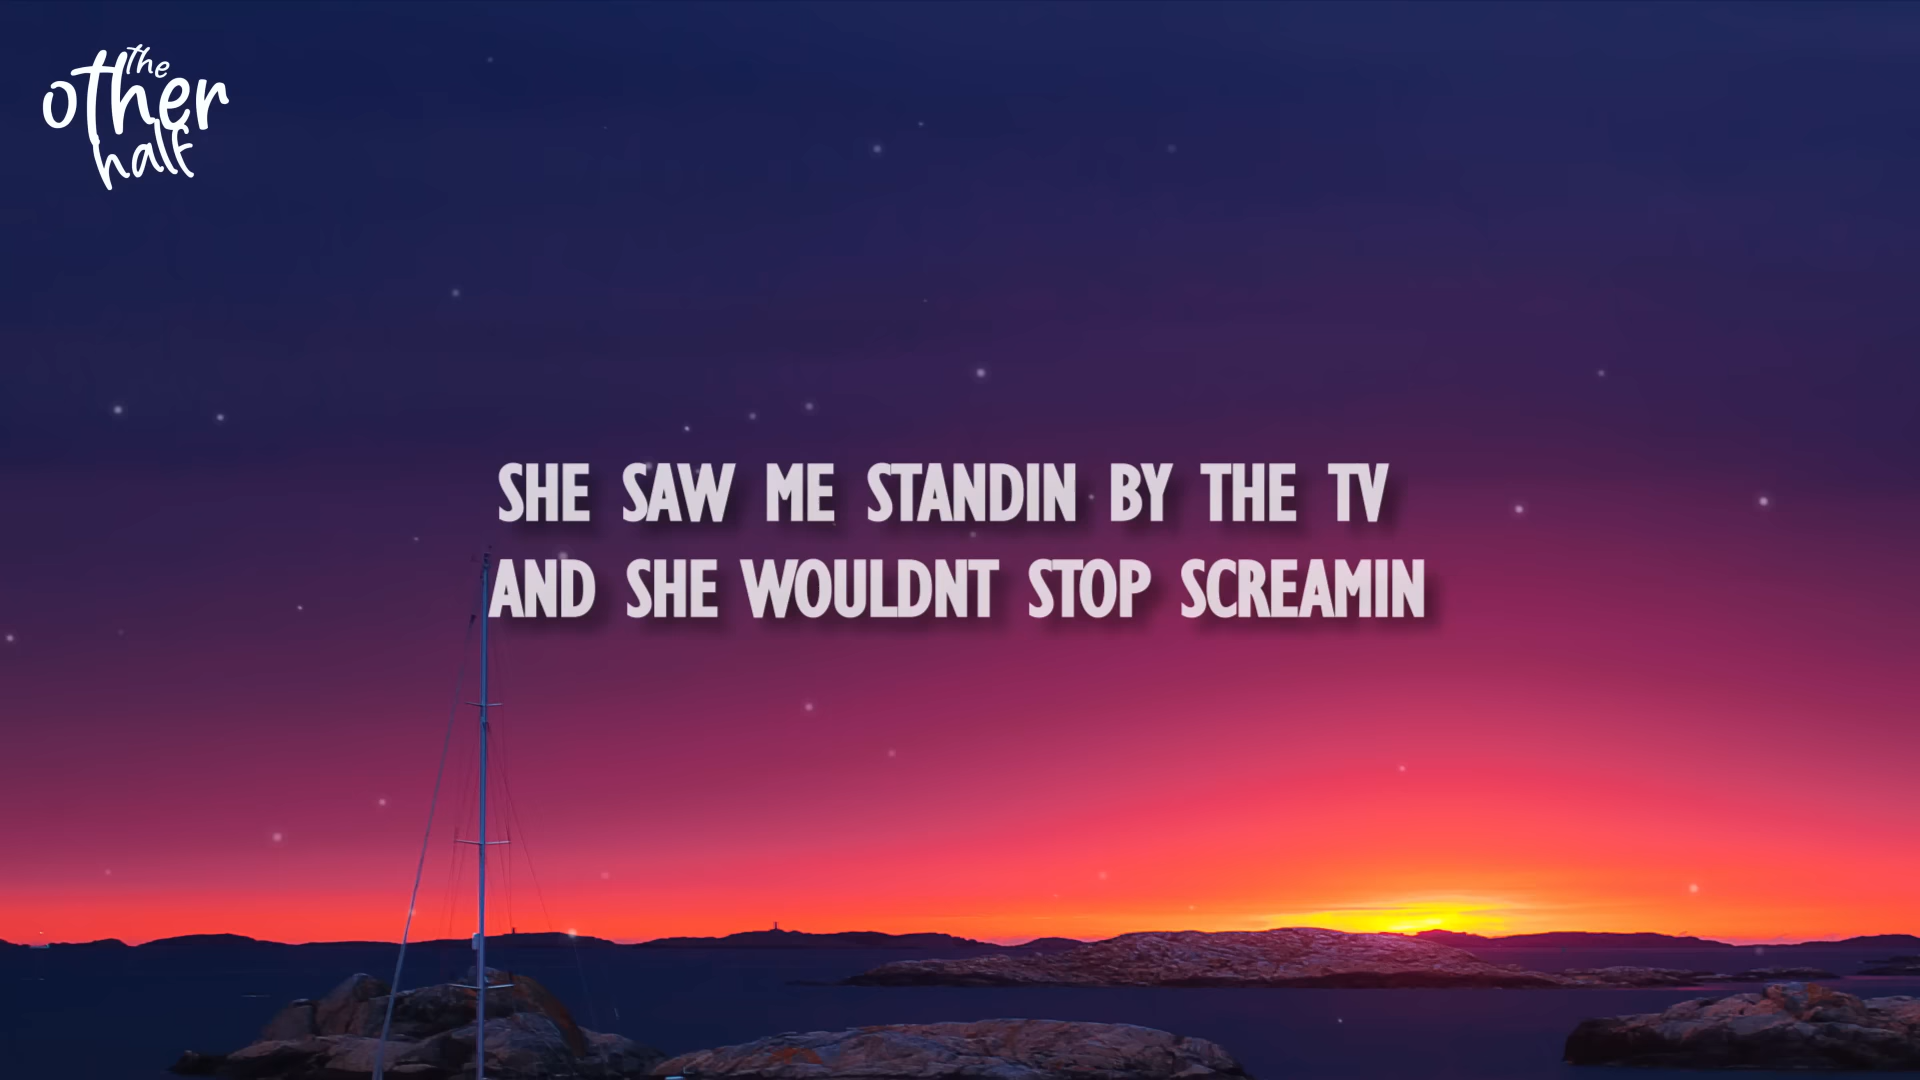 the
other
half
SHE SAW ME STANDIN BY THE TV
AND SHE WOULDNT STOP SCREAMIN